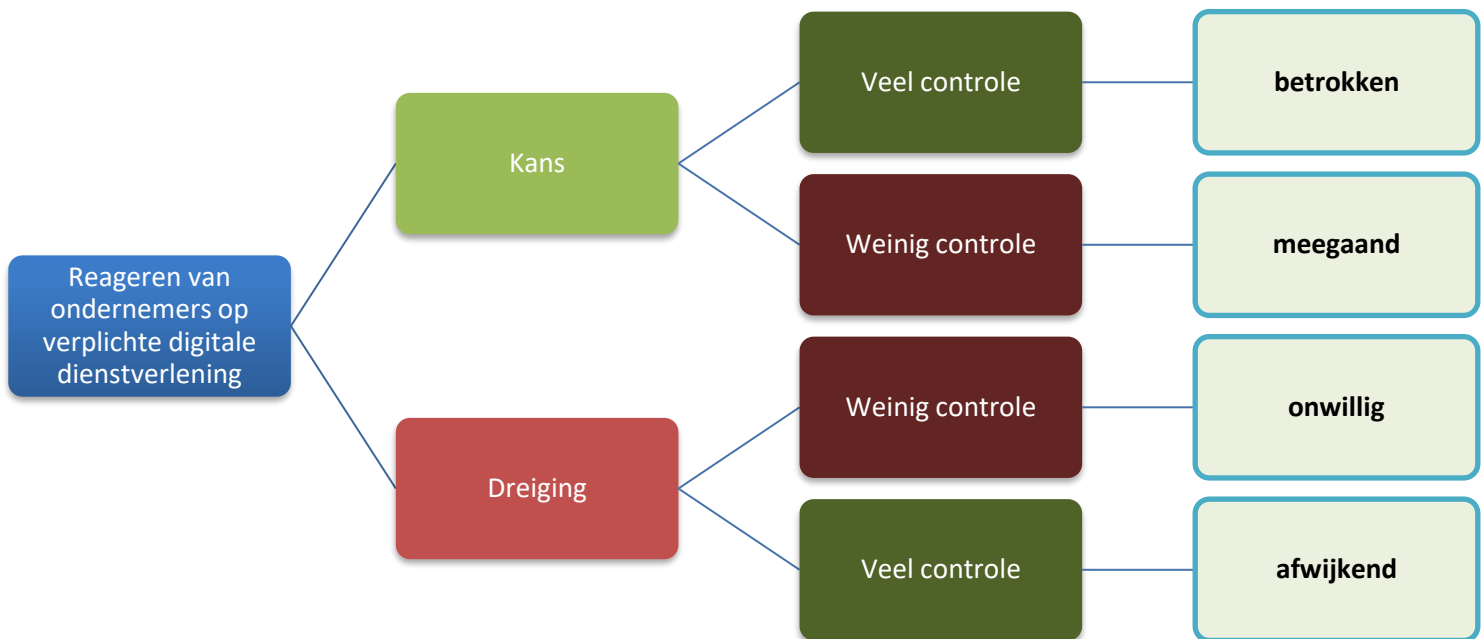 Reageren van
ondernemers op
verplichte digitale
dienstverlening
Kans
Veel controle
betrokken
Weinig controle
meegaand
Dreiging
Weinig controle
onwillig
Veel controle
afwijkend